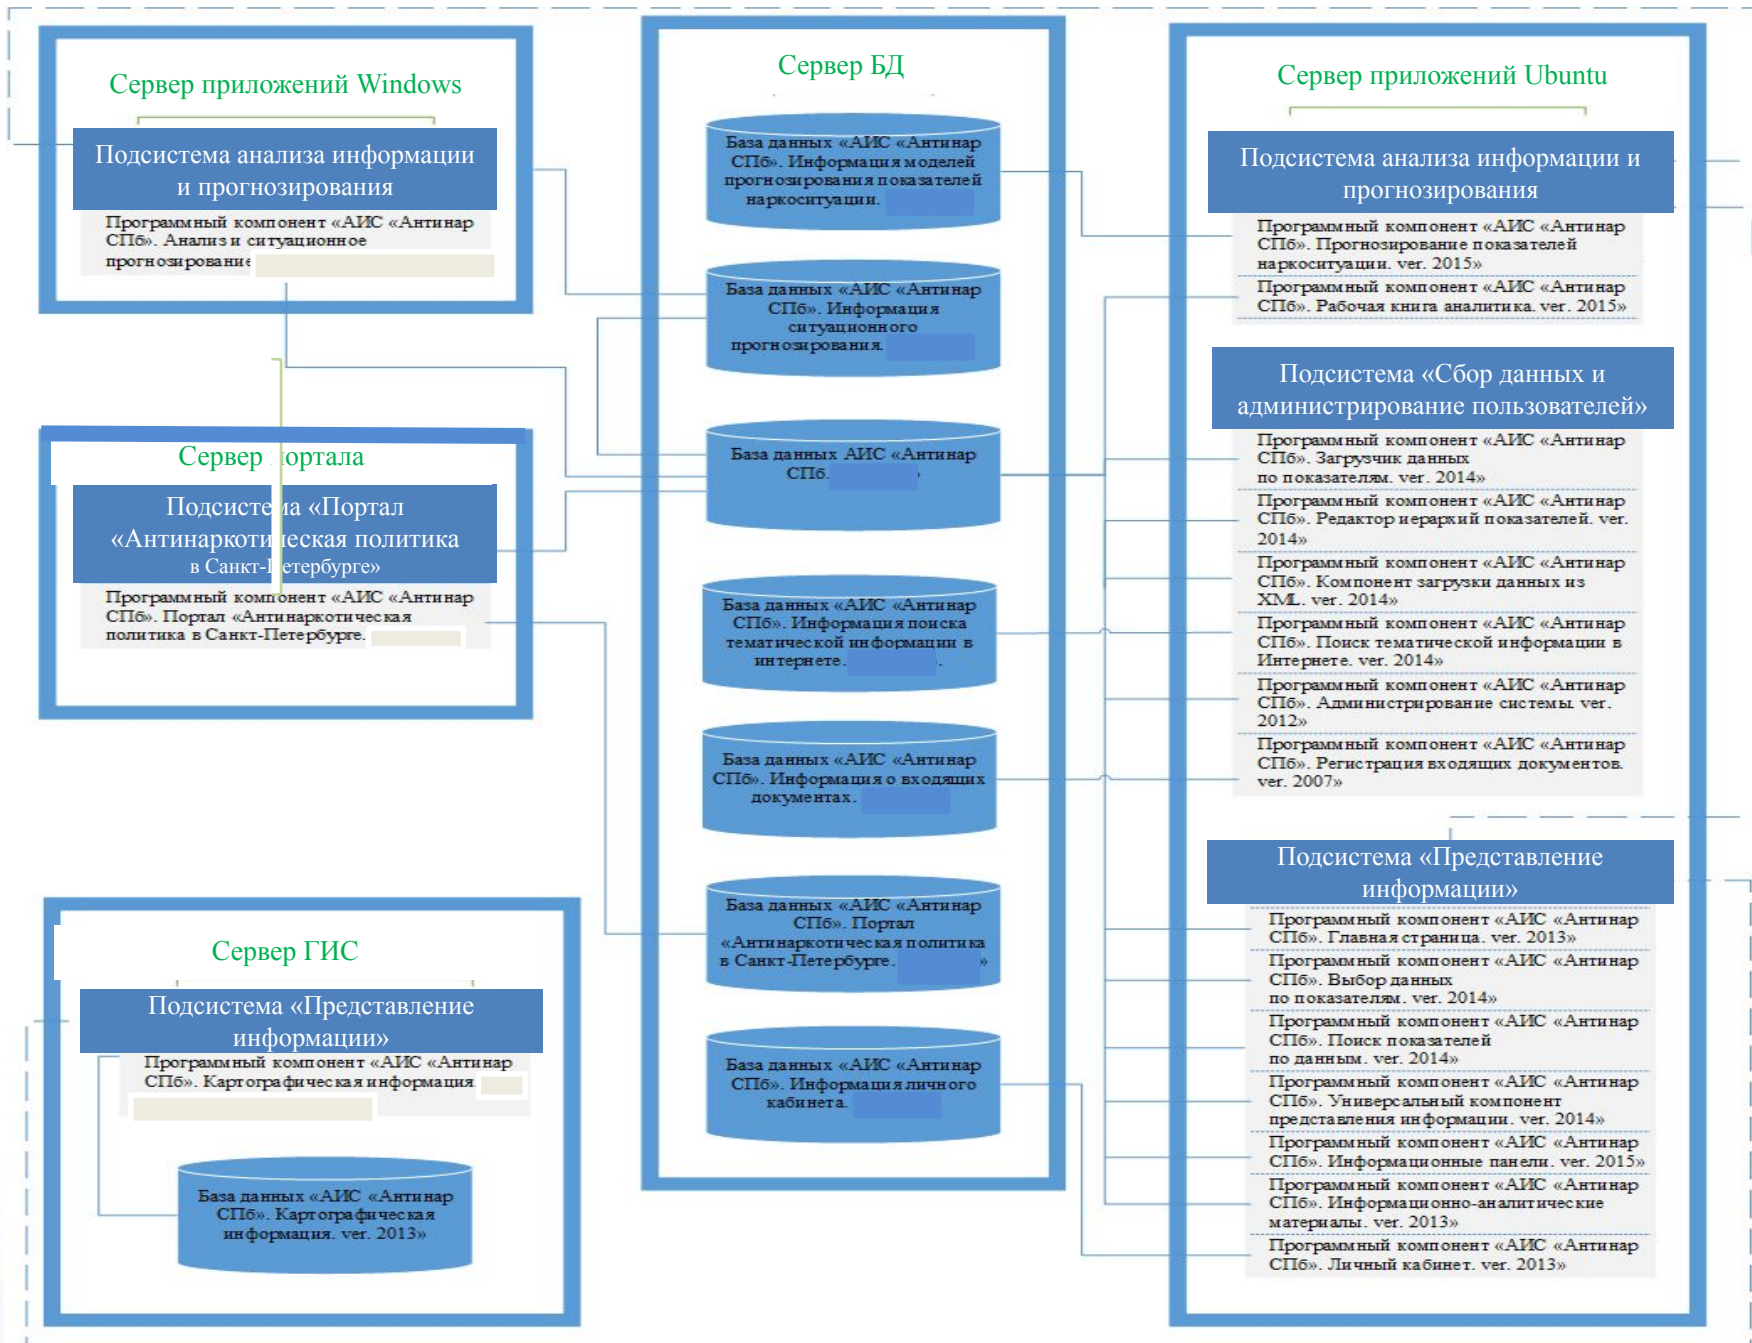 Сервер приложений Windows
Подсистема анализа информации
и прогнозирования
Программный компонент «АИС «Антинар
СПб». Анализ и ситуационное
прогнозирование
Сервер портала
Подсистема «Портал
«Антинаркотическая политика
в Санкт-Петербурге»
Программный компонент «АИС «Антинар
СПб». Портал «Антинаркотическая
политика в Санкт-Петербурге.
Сервер ГИС
Подсистема «Представление
информации»
Программный компонент «АИС «Антинар
СПб». Картографическая информация
База данных «АИС «Антинар
СПб». Картографическая
информация. ver. 2013»
Сервер БД
База данных «АИС «Антинар
СПб». Информация моделей
прогнозирования показателей
наркоситуации.
База данных «АИС «Антинар
СПб». Информация
ситуационного
прогнозирования.
База данных АИС «Антинар
СПб. »
База данных «АИС «Антинар
СПб». Информация поиска
тематической информации в
интернете. .
База данных «АИС «Антинар
СПб». Информация о входящих
документах.
База данных «АИС «Антинар
СПб». Портал
«Антинаркотическая политика
в Санкт-Петербурге. »
База данных «АИС «Антинар
СПб». Информация личного
кабинета.
Сервер приложений Ubuntu
Подсистема анализа информации и
прогнозирования
Программный компонент «АИС «Антинар
СПб». Прогнозирование показателей
наркоситуации. ver. 2015»
Программный компонент «АИС «Антинар
СПб». Рабочая книга аналитика. ver. 2015»
Подсистема «Сбор данных и
администрирование пользователей»
Программный компонент «АИС «Антинар
СПб». Загрузчик данных
по показателям. ver. 2014»
Программный компонент «АИС «Антинар
СПб». Редактор иерархий показателей. ver.
2014»
Программный компонент «АИС «Антинар
СПб». Компонент загрузки данных из
XML. ver. 2014»
Программный компонент «АИС «Антинар
СПб». Поиск тематической информации в
Интернете. ver. 2014»
Программный компонент «АИС «Антинар
СПб». Администрирование системы. ver.
2012»
Программный компонент «АИС «Антинар
СПб». Регистрация входящих документов.
ver. 2007»
Подсистема «Представление
информации»
Программный компонент «АИС «Антинар
СПб». Главная страница. ver. 2013»
Программный компонент «АИС «Антинар
СПб». Выбор данных
по показателям. ver. 2014»
Программный компонент «АИС «Антинар
СПб». Поиск показателей
по данным. ver. 2014»
Программный компонент «АИС «Антинар
СПб». Универсальный компонент
представления информации. ver. 2014»
Программный компонент «АИС «Антинар
СПб». Информационные панели. ver. 2015»
Программный компонент «АИС «Антинар
СПб». Информационно-аналитические
материалы. ver. 2013»
Программный компонент «АИС «Антинар
СПб». Личный кабинет. ver. 2013»